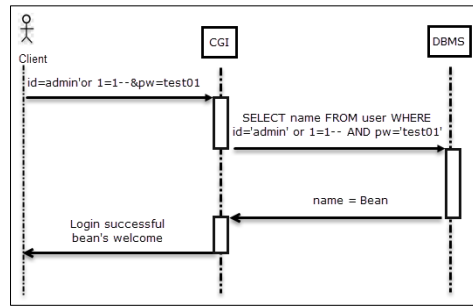 CGI
DBMS
Client
id=admin'or 1=1--&pw=test01
SELECT name FROM user WHERE
id='admin' or 1=1-- AND pw='test01'
name = Bean
Login successful
bean's welcome